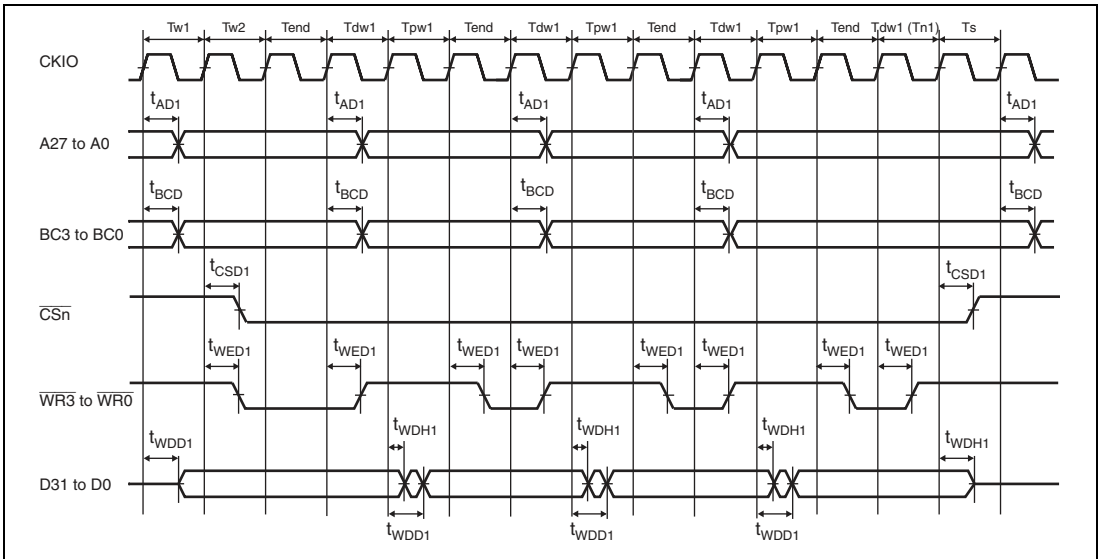 Tw1 Tw2 Tend Tdw1 Tpw1 Tend Tdw1 Tpw1 Tend Tdw1 Tpw1 Tend Tdw1 (Tn1) Ts
CKIO
tAD1 tAD1 tAD1 tAD1 tAD1
A27 to A0
tBCD tBCD tBCD tBCD tBCD
BC3 to BC0
tCSD1 tCSD1
CSn
tWED1 tWED1 tWED1 tWED1 tWED1 tWED1 tWED1 tWED1
WR3 to WR0
tWDD1 tWDH1 tWDH1 tWDH1 tWDH1
D31 to D0
tWDD1 tWDD1 tWDD1